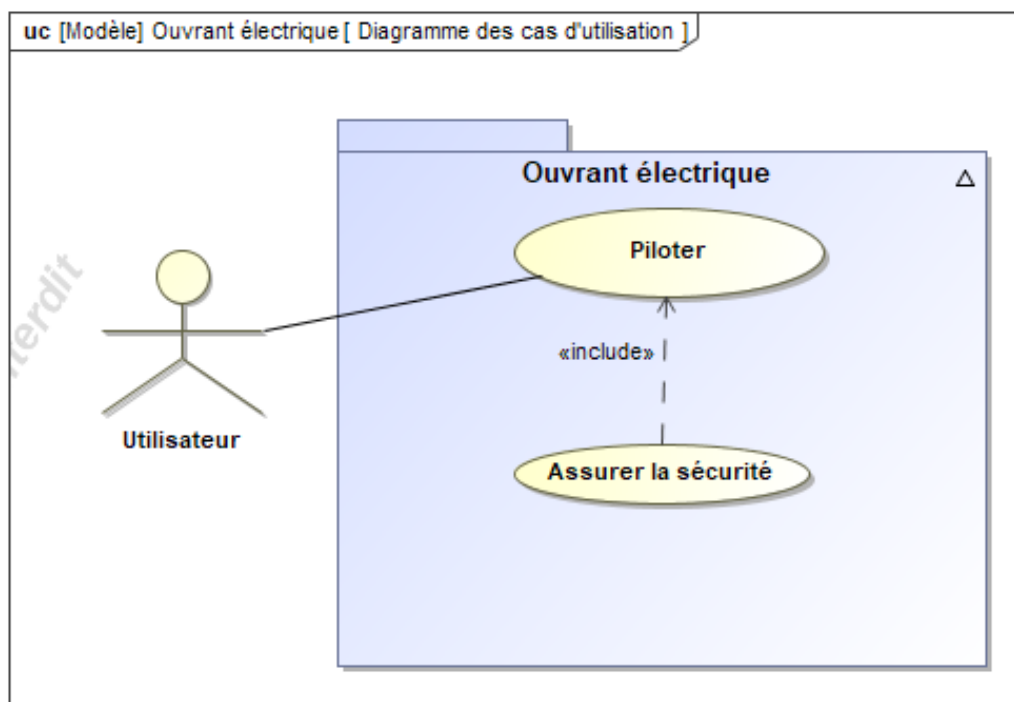 uc [Modèle] Ouvrant électrique [ Diagramme des cas d'utilisation ]
Ouvrant électrique
Piloter
«include»
Utilisateur
Assurer la sécurité